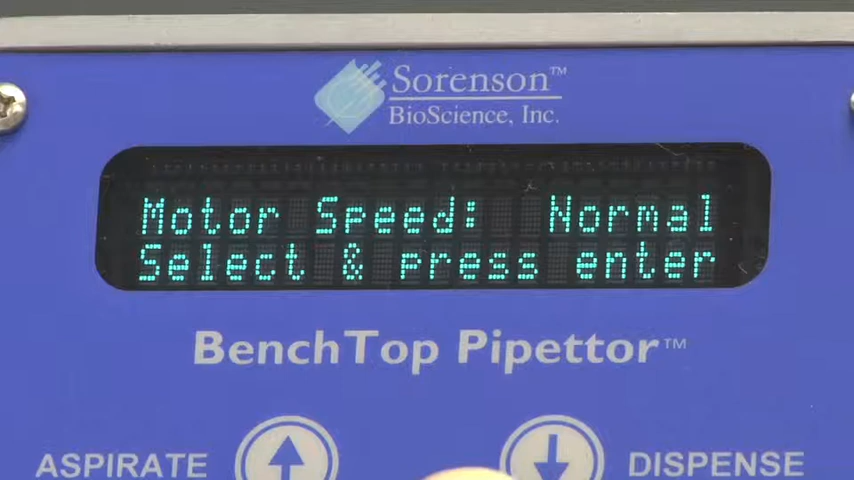 Sorenson™
BioScience, Inc.
Motor Speed: Normal
Select & press enter
BenchTop Pipettor™
ASPIRATE DISPENSE